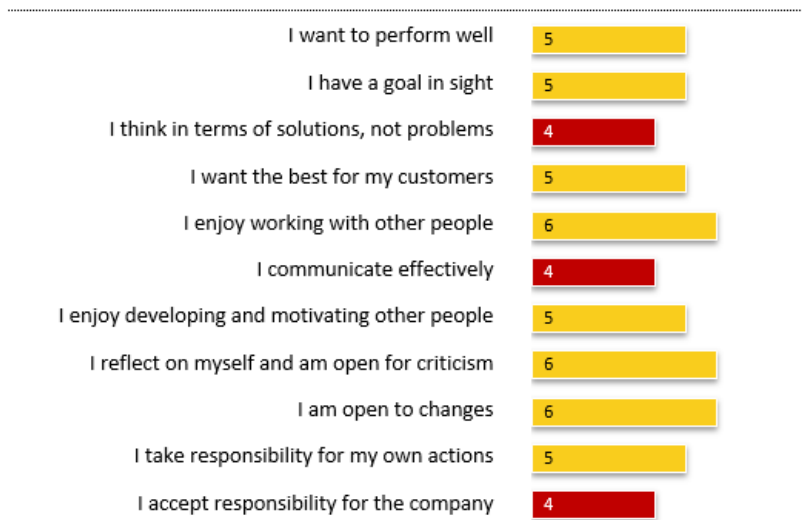 I want to perform well 5
I have a goal in sight 5
I think in terms of solutions, not problems 4
I want the best for my customers 5
I enjoy working with other people 6
I communicate effectively 4
I enjoy developing and motivating other people 5
I reflect on myself and am open for criticism 6
I am open to changes 6
I take responsibility for my own actions 5
I accept responsibility for the company 4